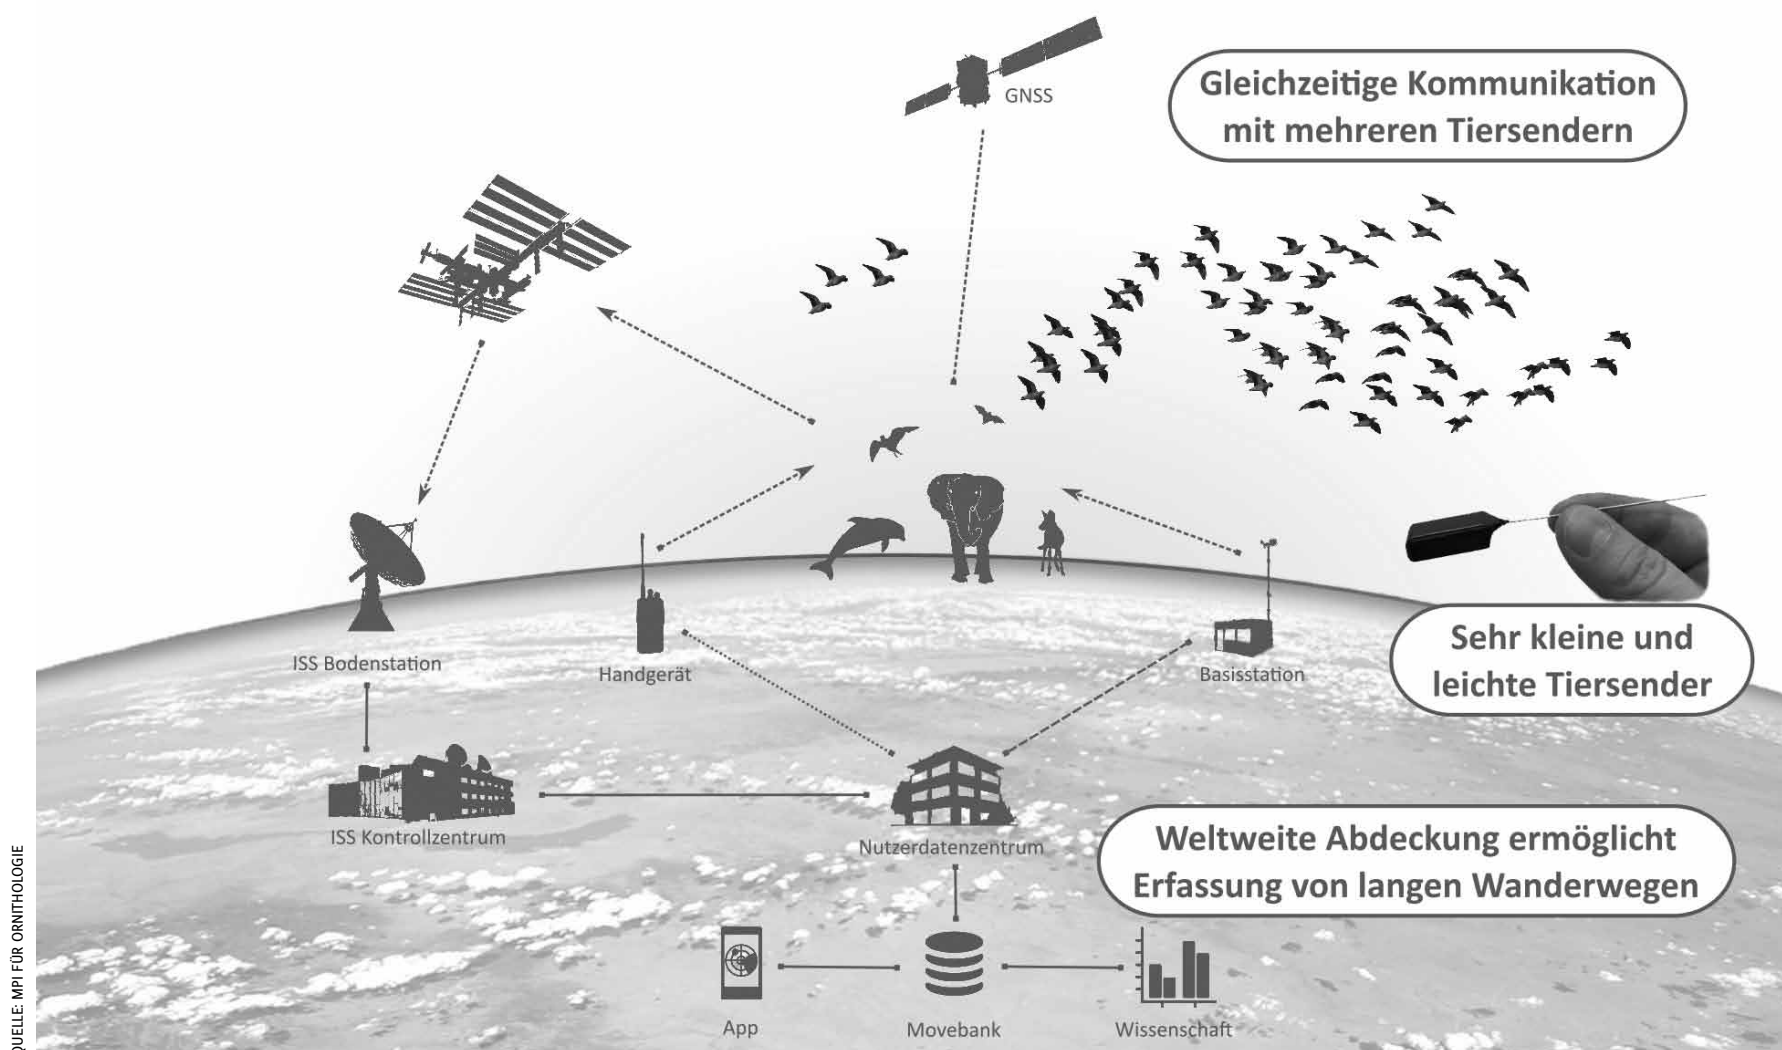 GNSS
Gleichzeitige Kommunikation
mit mehreren Tiersendern
Sehr kleine und
leichte Tiersender
ISS Bodenstation
Handgerät
Basisstation
ISS Kontrollzentrum
Nutzerdatenzentrum
Weltweite Abdeckung ermöglicht
Erfassung von langen Wanderwegen
App
Movebank
Wissenschaft
QUELLE: MPI FÜR ORNITHOLOGIE